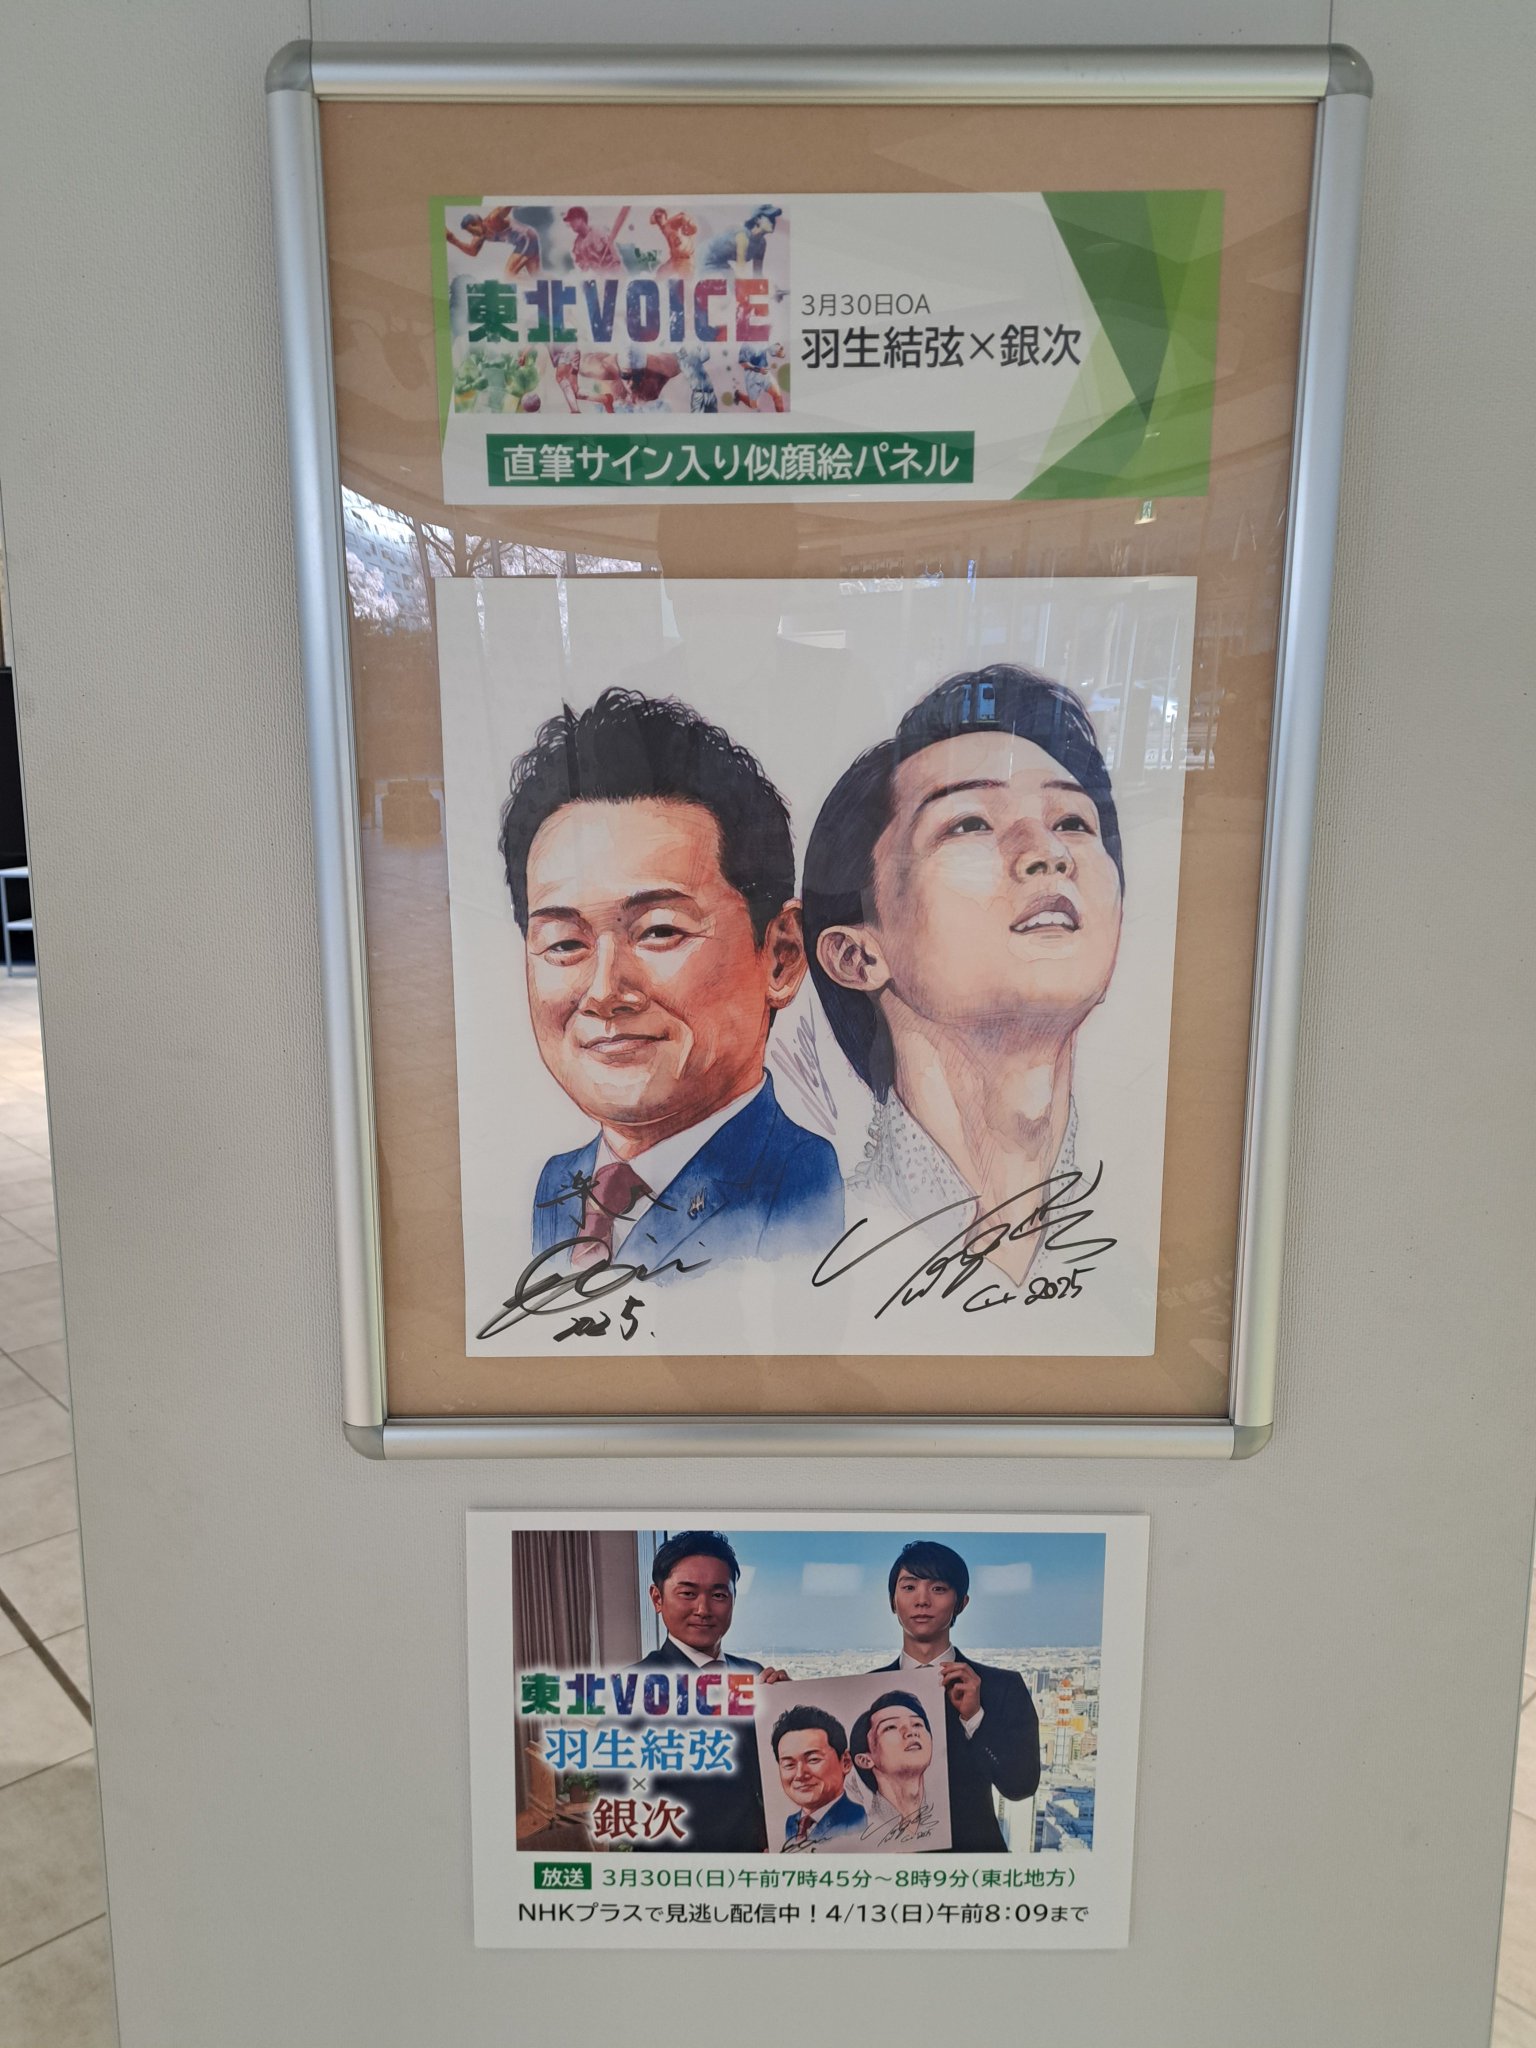 東北VOICE
3月30日OA
羽生結弦×銀次
直筆サイン入り似顔絵パネル
2025.
2025
東北VOICE
羽生結弦
×
銀次
放送 3月30日(日)午前7時45分～8時9分(東北地方)
NHKプラスで見逃し配信中！4/13(日)午前8:09まで